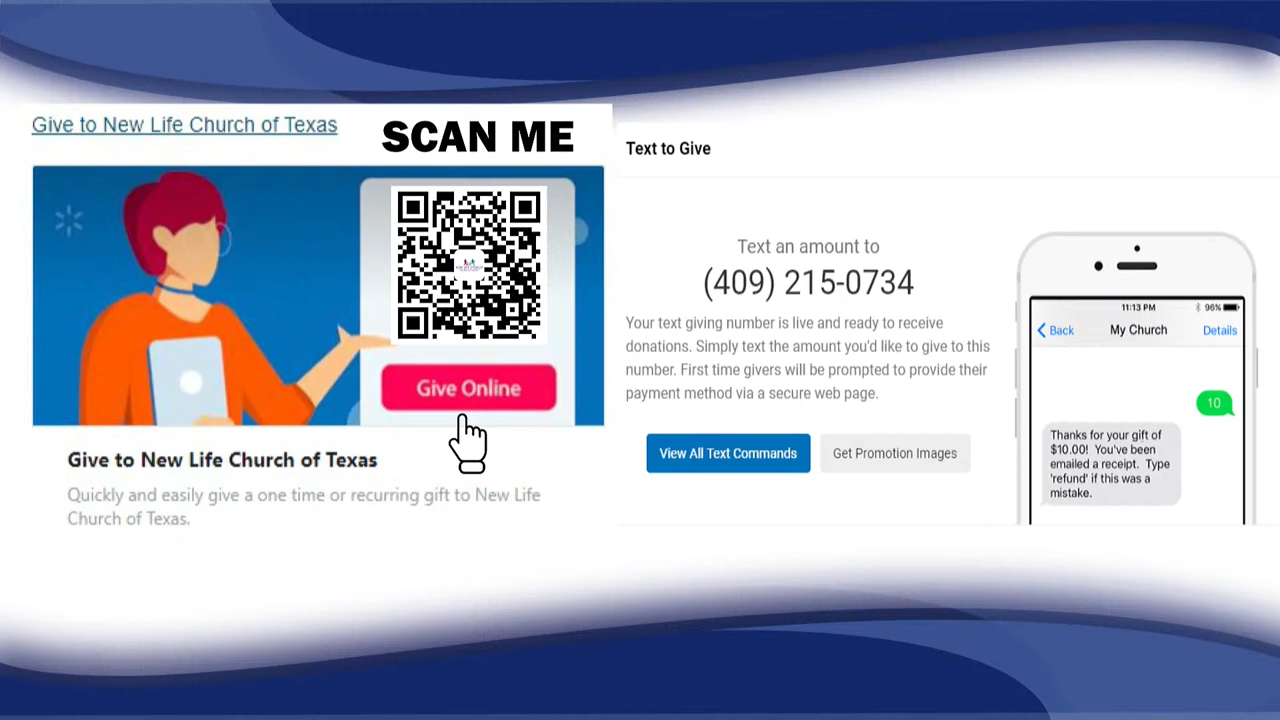 Give to New Life Church of Texas
SCAN ME
Give Online
Give to New Life Church of Texas
Quickly and easily give a one time or recurring gift to New Life
Church of Texas.
Text to Give
Text an amount to
(409) 215-0734
Your text giving number is live and ready to receive
donations. Simply text the amount you'd like to give to this
number. First time givers will be prompted to provide their
payment method via a secure web page.
View All Text Commands
Get Promotion Images
11:13 PM
96%
Back
My Church
Details
10
Thanks for your gift of
$10.00! You've been
emailed a receipt. Type
'refund' if this was a
mistake.